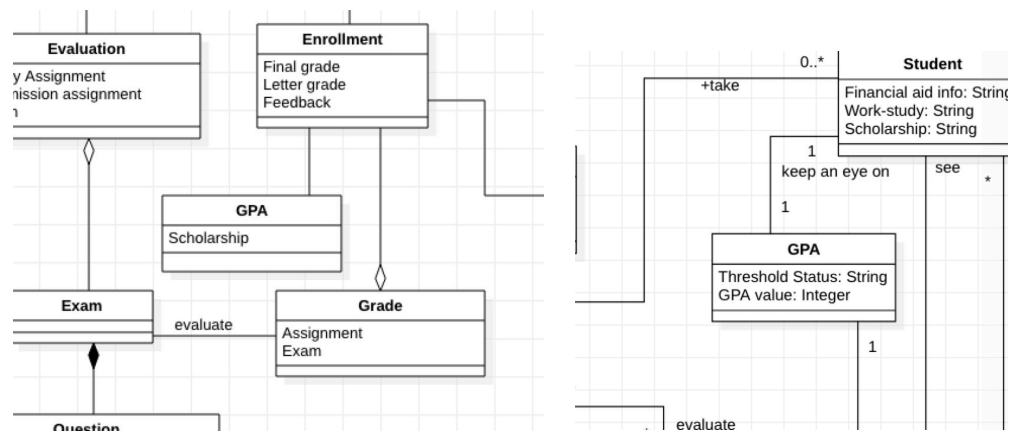 Evaluation
y Assignment
ission assignment
Enrollment
Final grade
Letter grade
Feedback
GPA
Scholarship
Exam
evaluate
Grade
Assignment
Exam
Question
0..*
+take
Student
Financial aid info: String
Work-study: String
Scholarship: String
1
keep an eye on
1
see
*
GPA
Threshold Status: String
GPA value: Integer
1
evaluate